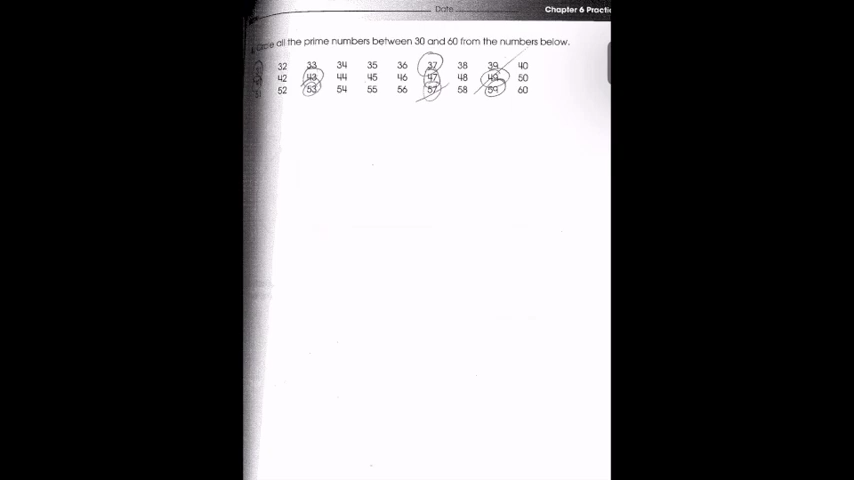 Date
Chapter 6 Practic
all the prime numbers between 30 and 60 from the numbers below.
32 33 34 35 36 37 38 39 40
42 43 44 45 46 47 48 49 50
51 52 53 54 55 56 57 58 59 60